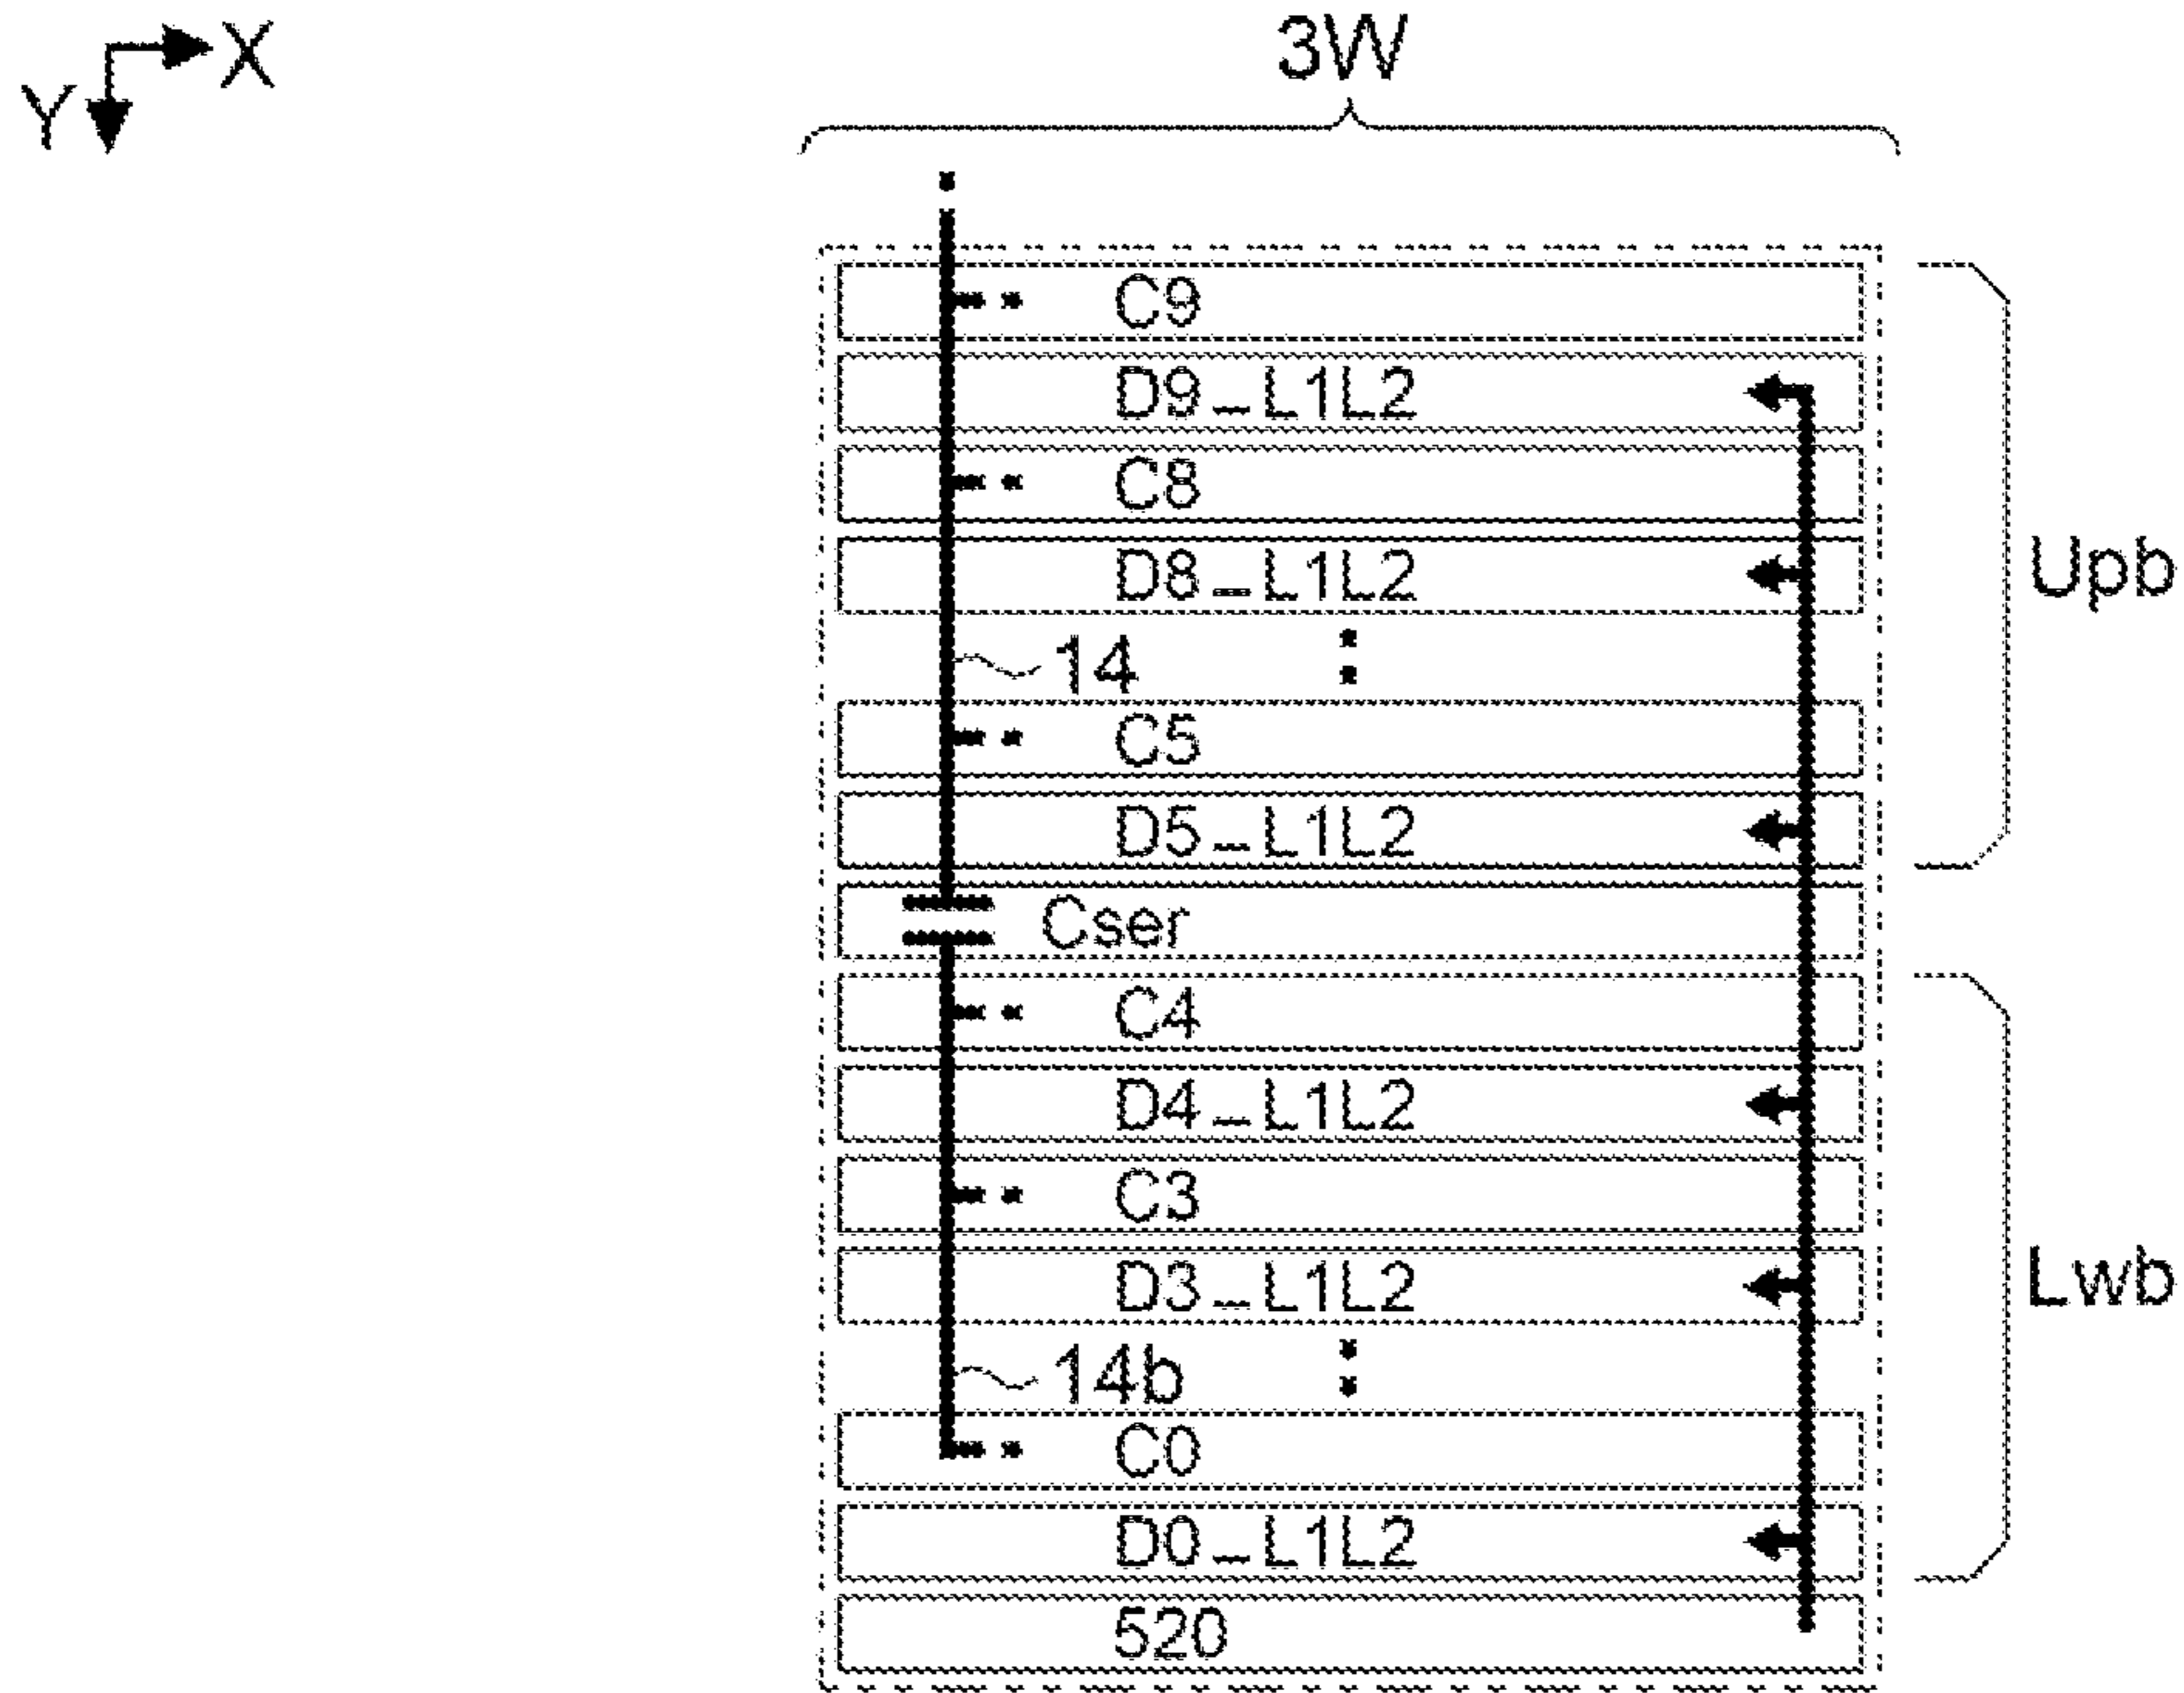 X
Y
3W
C9
D9_L1L2
C8
D8_L1L2
Upb
14
C5
D5_L1L2
Cser
C4
D4_L1L2
C3
D3_L1L2
Lwb
14b
C0
D0_L1L2
520